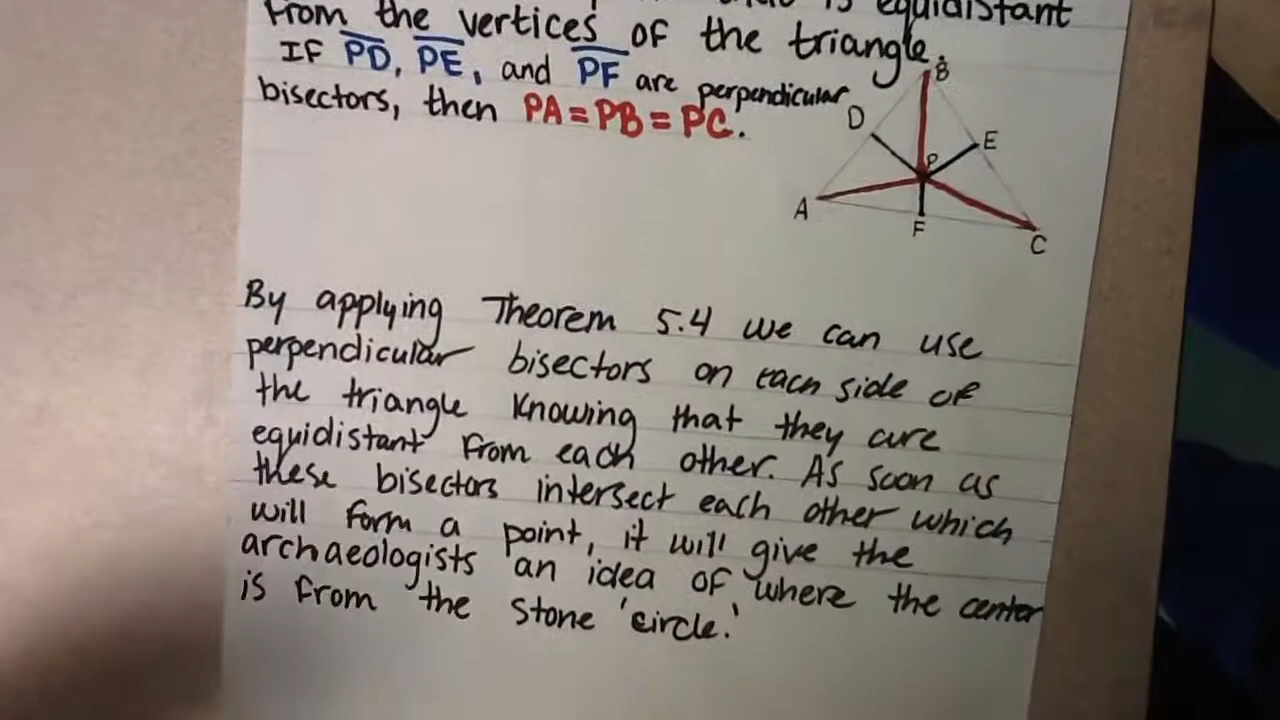 is equidistant
from the vertices of the triangle.
If PD, PE, and PF are perpendicular
bisectors, then PA = PB = PC.
B
D
E
P
A
F
C
By applying Theorem 5.4 we can use
perpendicular bisectors on each side of
the triangle knowing that they are
equidistant from each other. As soon as
these bisectors intersect each other which
will form a point, it will give the
archaeologists an idea of where the center
is from the stone 'circle.'